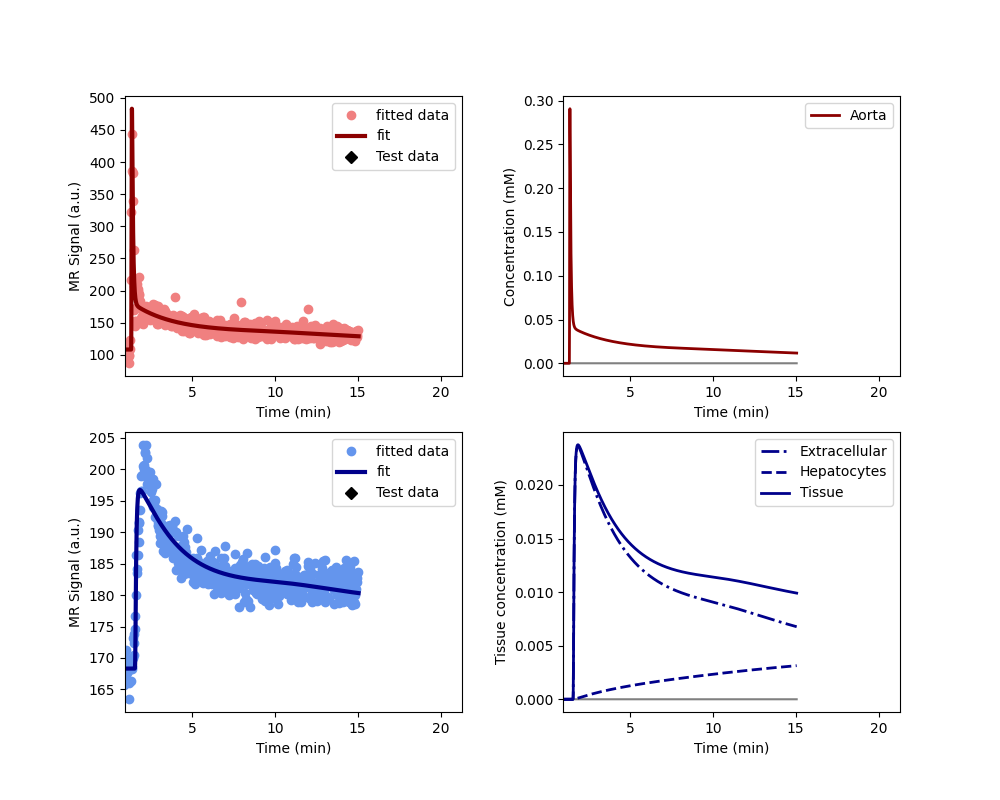 500
450
400
350
300
250
200
150
100
MR Signal (a.u.)
5 10 15 20
Time (min)
fitted data
fit
Test data
0.30
0.25
0.20
0.15
0.10
0.05
0.00
Concentration (mM)
5 10 15 20
Time (min)
Aorta
205
200
195
190
185
180
175
170
165
MR Signal (a.u.)
5 10 15 20
Time (min)
fitted data
fit
Test data
0.020
0.015
0.010
0.005
0.000
Tissue concentration (mM)
5 10 15 20
Time (min)
Extracellular
Hepatocytes
Tissue